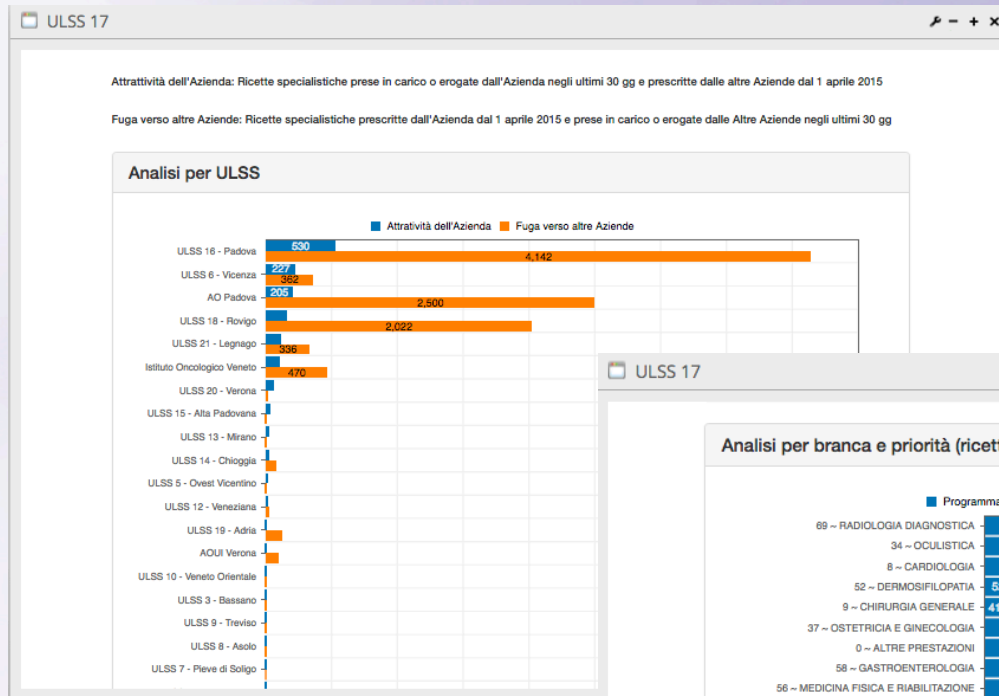 ULSS 17
Attrattività dell'Azienda: Ricette specialistiche prese in carico o erogate dall'Azienda negli ultimi 30 gg e prescritte dalle altre Aziende dal 1 aprile 2015
Fuga verso altre Aziende: Ricette specialistiche prescritte dall'Azienda dal 1 aprile 2015 e prese in carico o erogate dalle Altre Aziende negli ultimi 30 gg
Analisi per ULSS
Attratività dell'Azienda Fuga verso altre Aziende
ULSS 16 - Padova 530 4,142
ULSS 6 - Vicenza 227 362
AO Padova 205 2,500
ULSS 18 - Rovigo 2,022
ULSS 21 - Legnago 336
Istituto Oncologico Veneto 470
ULSS 20 - Verona
ULSS 15 - Alta Padovana
ULSS 13 - Mirano
ULSS 14 - Chioggia
ULSS 5 - Ovest Vicentino
ULSS 12 - Veneziana
ULSS 19 - Adria
AOUI Verona
ULSS 10 - Veneto Orientale
ULSS 3 - Bassano
ULSS 9 - Treviso
ULSS 8 - Asolo
ULSS 7 - Pieve di Soligo
ULSS 17
Analisi per branca e priorità (ricett
Programma
69 ~ RADIOLOGIA DIAGNOSTICA
34 ~ OCULISTICA
8 ~ CARDIOLOGIA
52 ~ DERMOSIFILOPATIA
9 ~ CHIRURGIA GENERALE 41
37 ~ OSTETRICIA E GINECOLOGIA
0 ~ ALTRE PRESTAZIONI
58 ~ GASTROENTEROLOGIA
56 ~ MEDICINA FISICA E RIABILITAZIONE